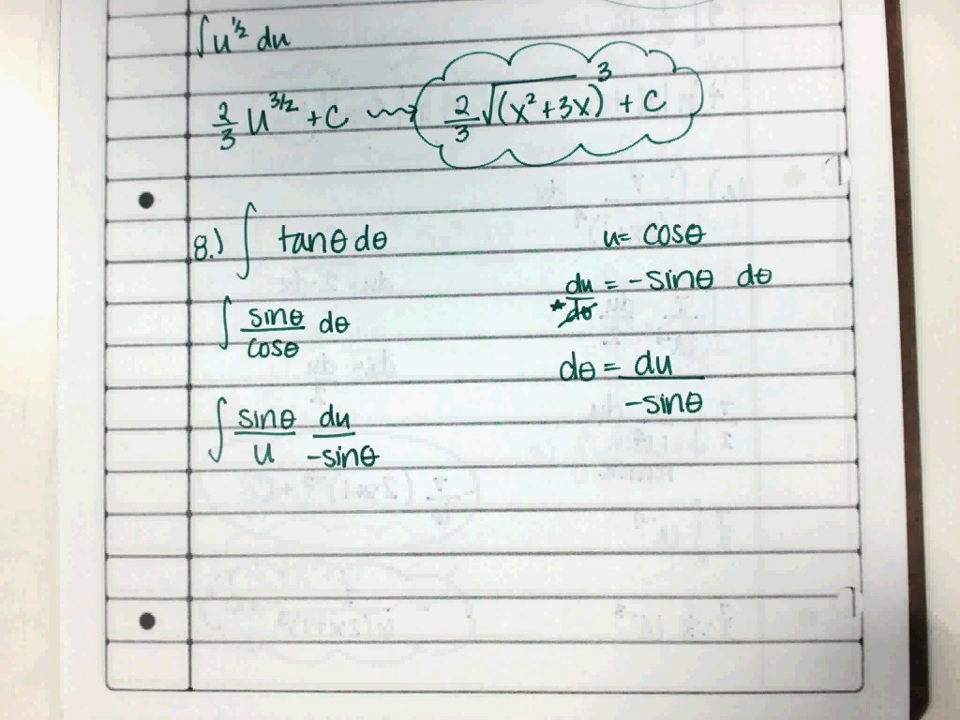 ∫ u^{1/2} du
2/3 u^{3/2} + C ⇝ 2/3 √(x² + 3x)³ + C
8.) ∫ tanθ dθ u = cosθ
du/dθ = -sinθ dθ
∫ sinθ/cosθ dθ *
dθ = du/-sinθ
∫ sinθ/u du/-sinθ